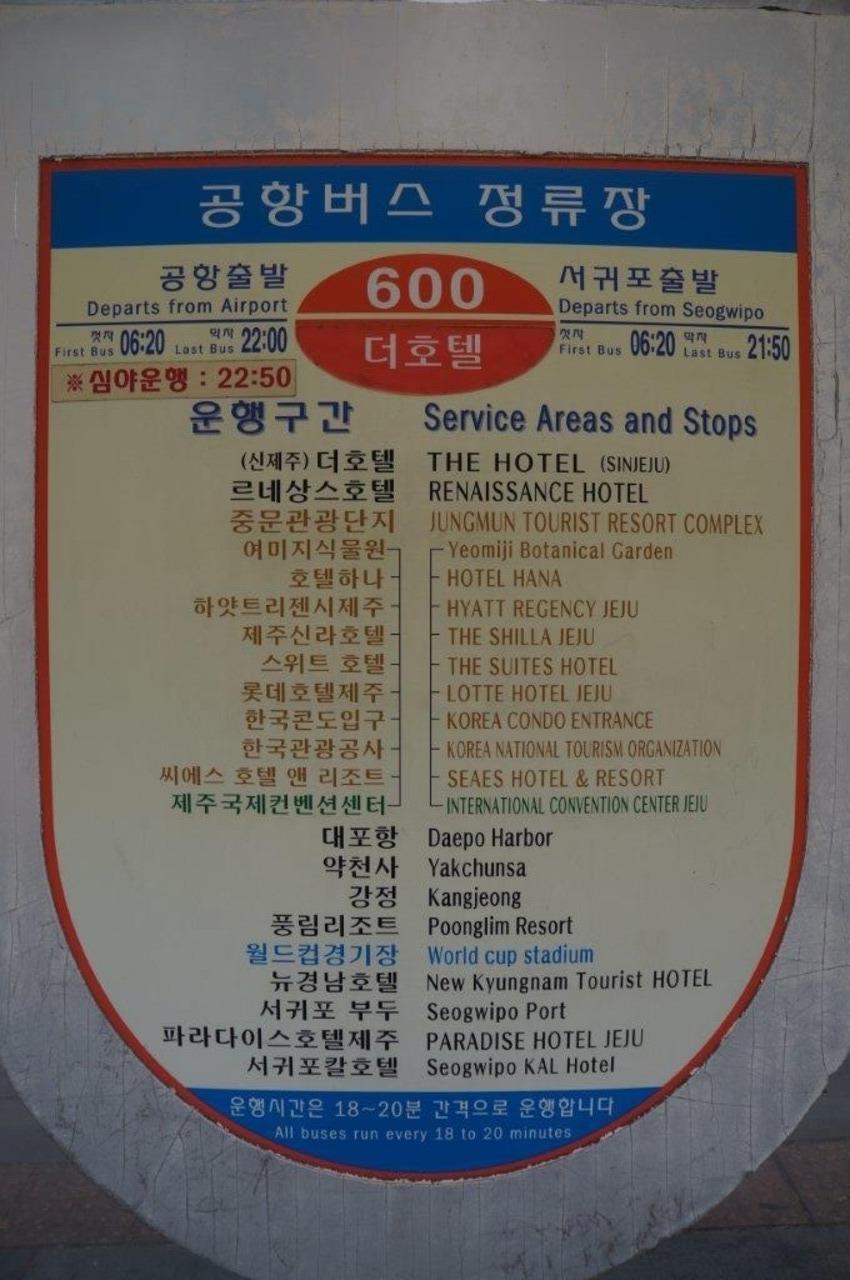 공항버스 정류장
공항출발
Departs from Airport
첫차 First Bus 06:20 막차 Last Bus 22:00
※심야운행 : 22:50
600
더호텔
서귀포출발
Departs from Seogwipo
첫차 First Bus 06:20 막차 Last Bus 21:50
운행구간 Service Areas and Stops
(신제주) 더호텔 THE HOTEL (SINJEJU)
르네상스호텔 RENAISSANCE HOTEL
중문관광단지 JUNGMUN TOURIST RESORT COMPLEX
여미지식물원 Yeomiji Botanical Garden
호텔하나 HOTEL HANA
하얏트리젠시제주 HYATT REGENCY JEJU
제주신라호텔 THE SHILLA JEJU
스위트 호텔 THE SUITES HOTEL
롯데호텔제주 LOTTE HOTEL JEJU
한국콘도입구 KOREA CONDO ENTRANCE
한국관광공사 KOREA NATIONAL TOURISM ORGANIZATION
씨에스 호텔 앤 리조트 SEAES HOTEL & RESORT
제주국제컨벤션센터 INTERNATIONAL CONVENTION CENTER JEJU
대포항 Daepo Harbor
약천사 Yakchunsa
강정 Kangjeong
풍림리조트 Poonglim Resort
월드컵경기장 World cup stadium
뉴경남호텔 New Kyungnam Tourist HOTEL
서귀포 부두 Seogwipo Port
파라다이스호텔제주 PARADISE HOTEL JEJU
서귀포칼호텔 Seogwipo KAL Hotel
운행시간은 18~20분 간격으로 운행합니다
All buses run every 18 to 20 minutes